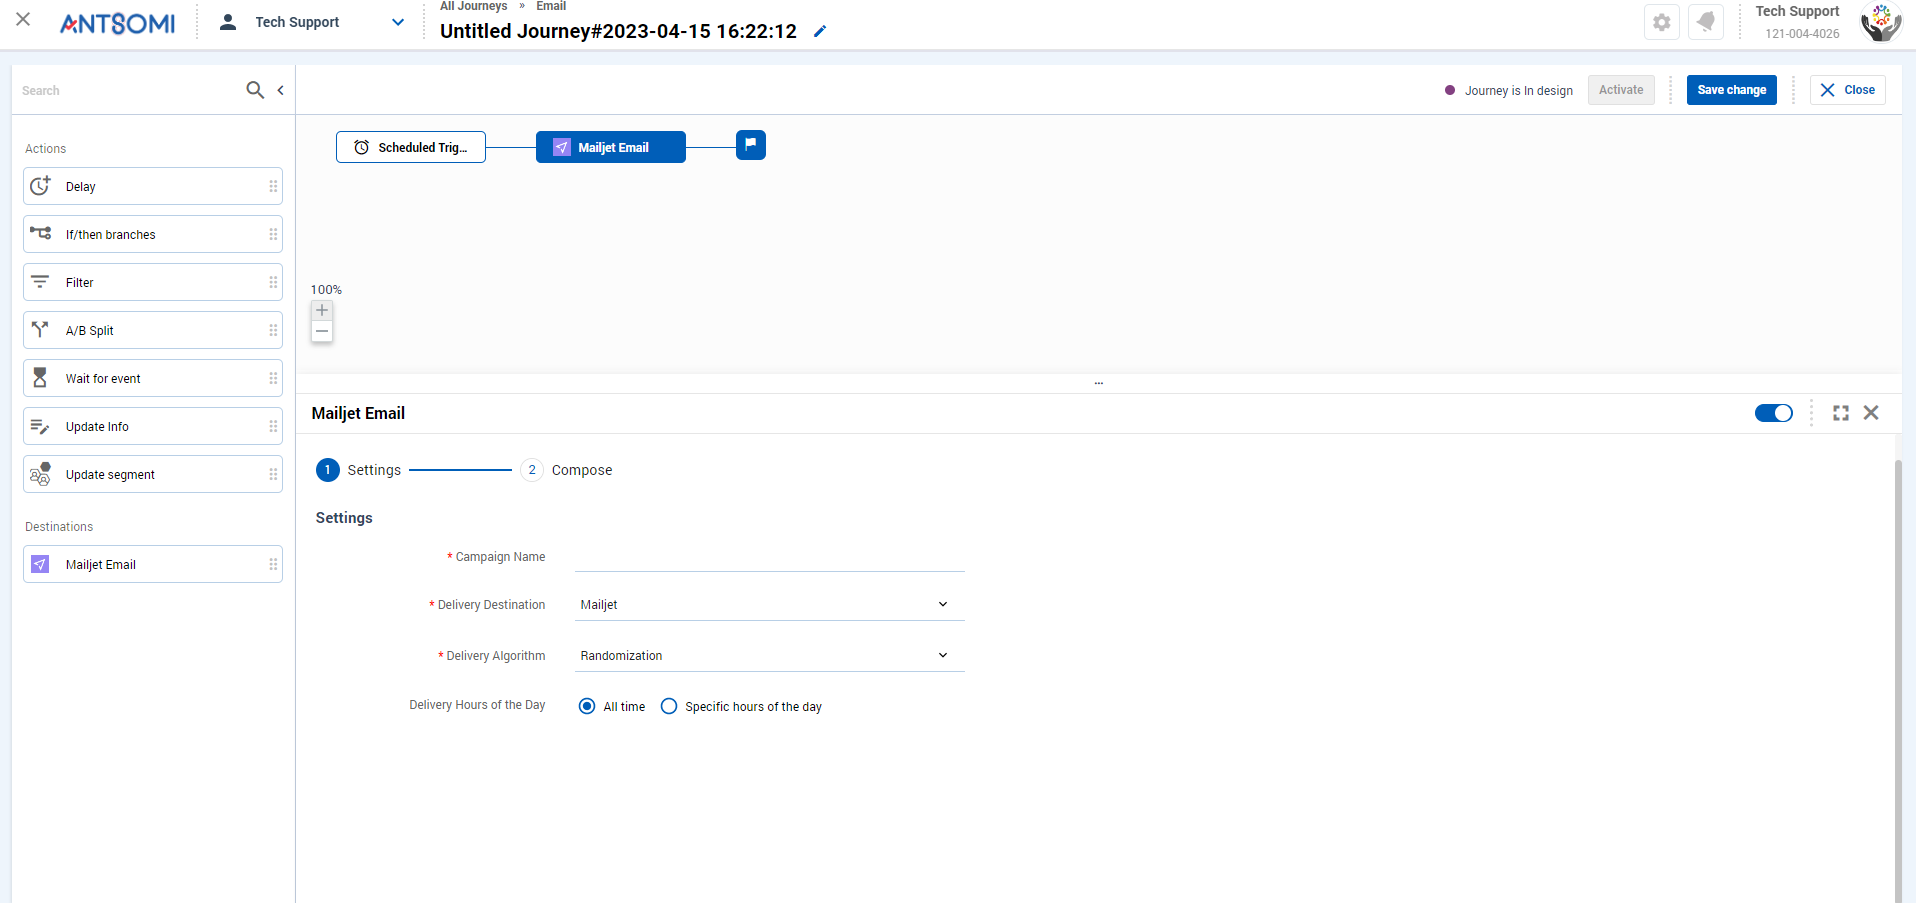 ANTSOMI
Tech Support
All Journeys » Email
Untitled Journey#2023-04-15 16:22:12
Tech Support
121-004-4026
Search
Journey is In design
Activate
Save change
Close
Actions
Delay
If/then branches
Filter
A/B Split
Wait for event
Update Info
Update segment
Destinations
Mailjet Email
Scheduled Trig...
Mailjet Email
100%
Mailjet Email
1 Settings
2 Compose
Settings
* Campaign Name
* Delivery Destination
Mailjet
* Delivery Algorithm
Randomization
Delivery Hours of the Day
All time
Specific hours of the day